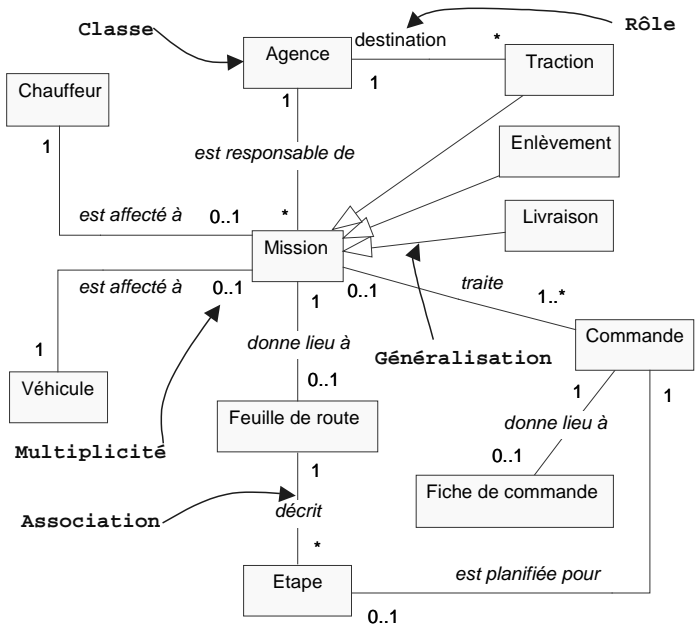 Classe
Rôle
destination
*
Agence
Traction
1
1
Chauffeur
1
Enlèvement
est responsable de
Livraison
est affecté à
0..1
*
Mission
est affecté à
0..1
1
0..1
traite
1..*
donne lieu à
Commande
1
Généralisation
0..1
1
1
Véhicule
Feuille de route
donne lieu à
Multiplicité
0..1
1
Fiche de commande
décrit
Association
*
Etape
est planifiée pour
0..1